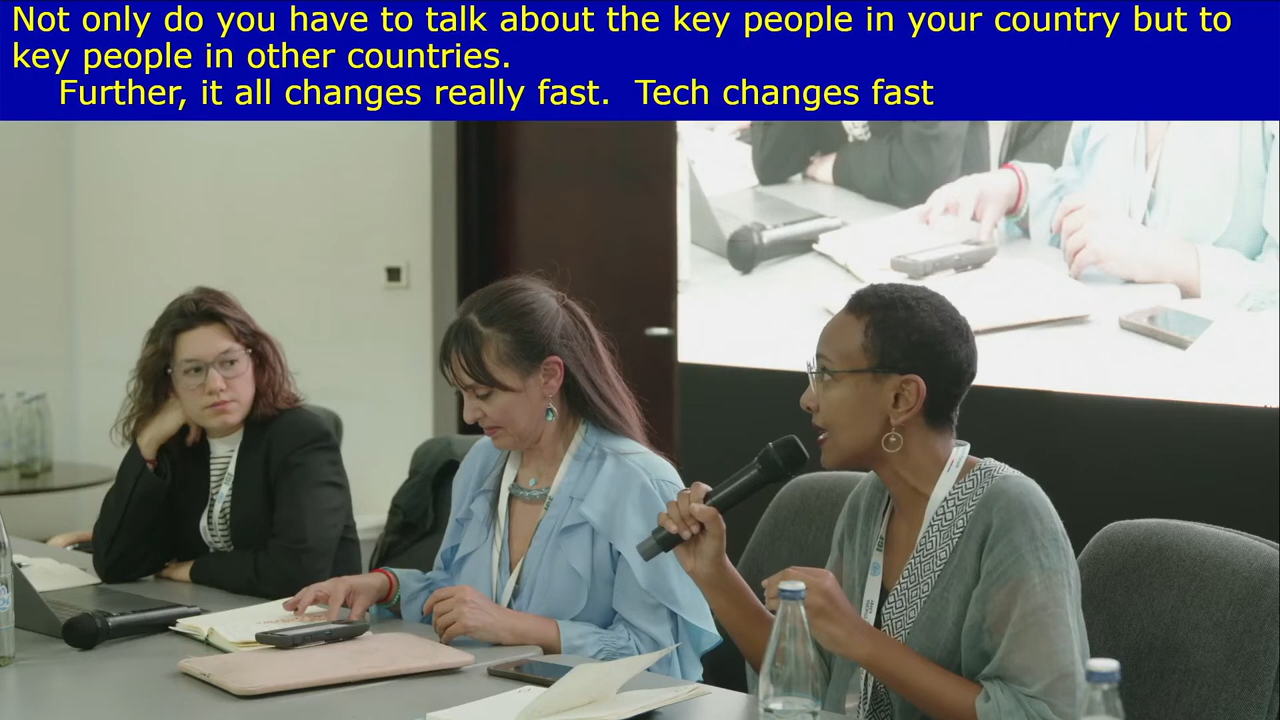 Not only do you have to talk about the key people in your country but to
key people in other countries.
Further, it all changes really fast.  Tech changes fast